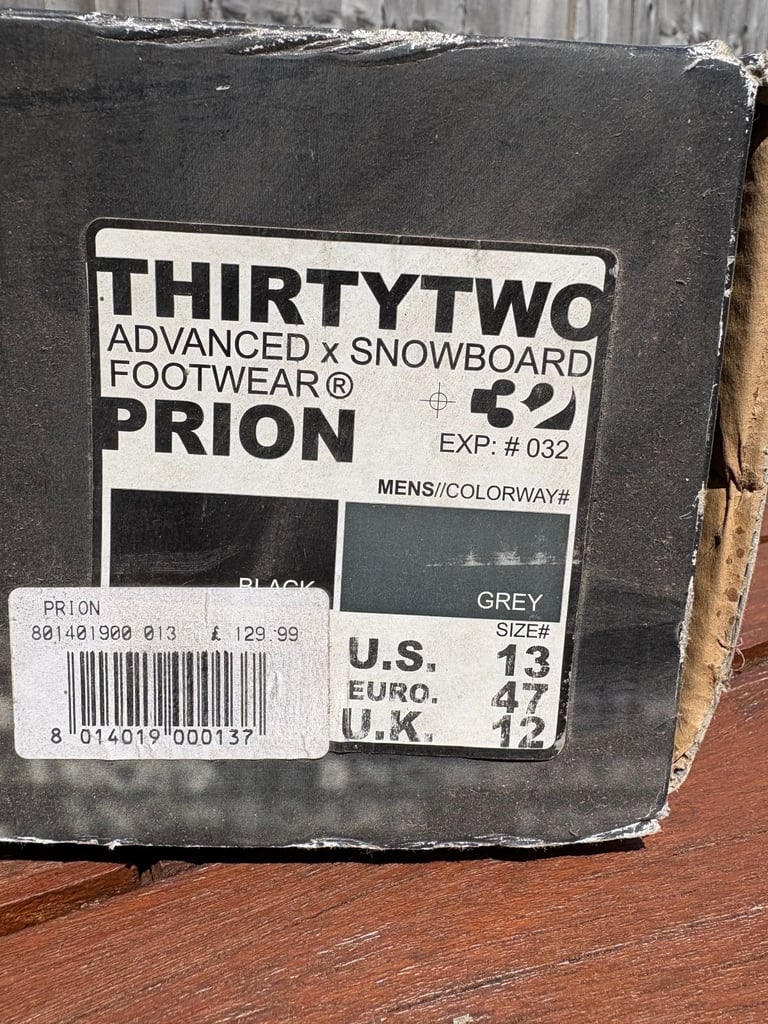 THIRTYTWO
ADVANCED x SNOWBOARD
FOOTWEAR®
32
PRION
EXP: # 032
MENS//COLORWAY#
BLACK
GREY
SIZE#
U.S. 13
EURO. 47
U.K. 12
PRION
801401900 013 £ 129.99
8 014019 000137